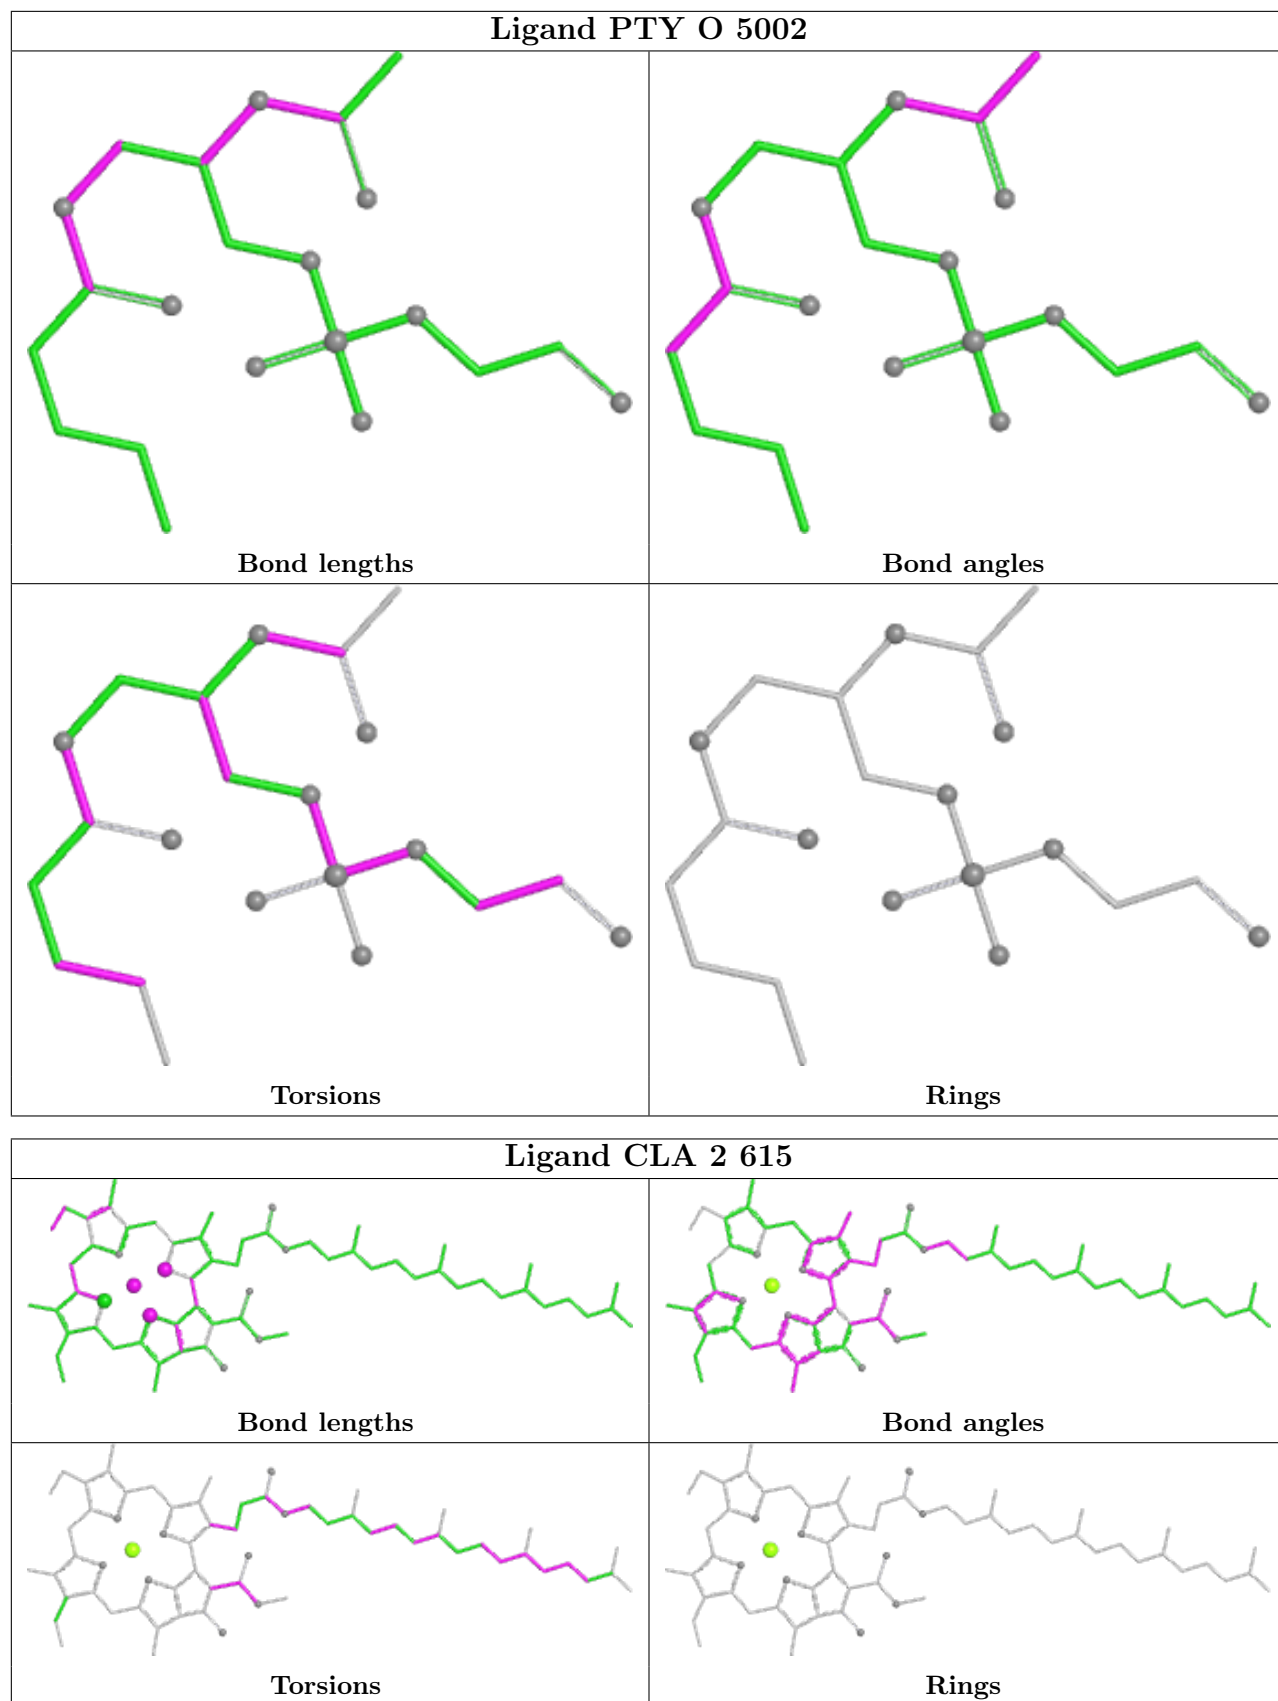 Ligand PTY O 5002
Bond lengths
Bond angles
Torsions
Rings
Ligand CLA 2 615
Bond lengths
Bond angles
Torsions
Rings